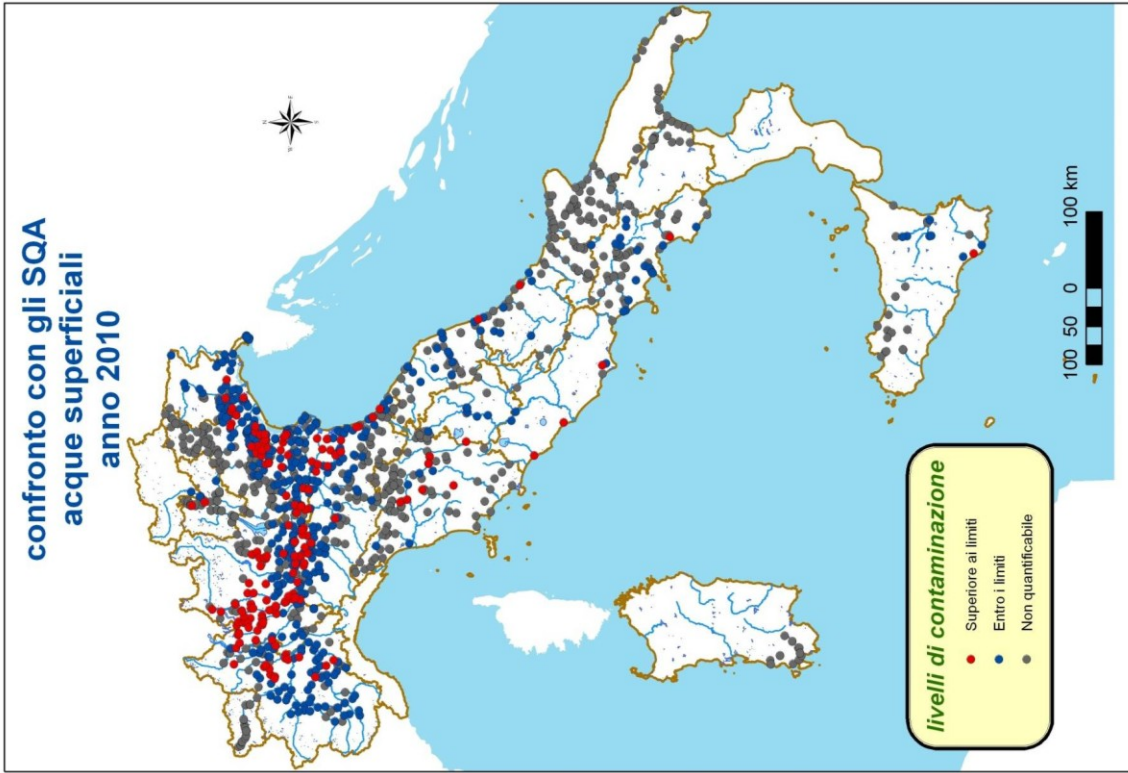 confronto con gli SQA
acque superficiali
anno 2010
N
E
S
100 50 0 100 km
livelli di contaminazione
Superiore ai limiti
Entro i limiti
Non quantificabile